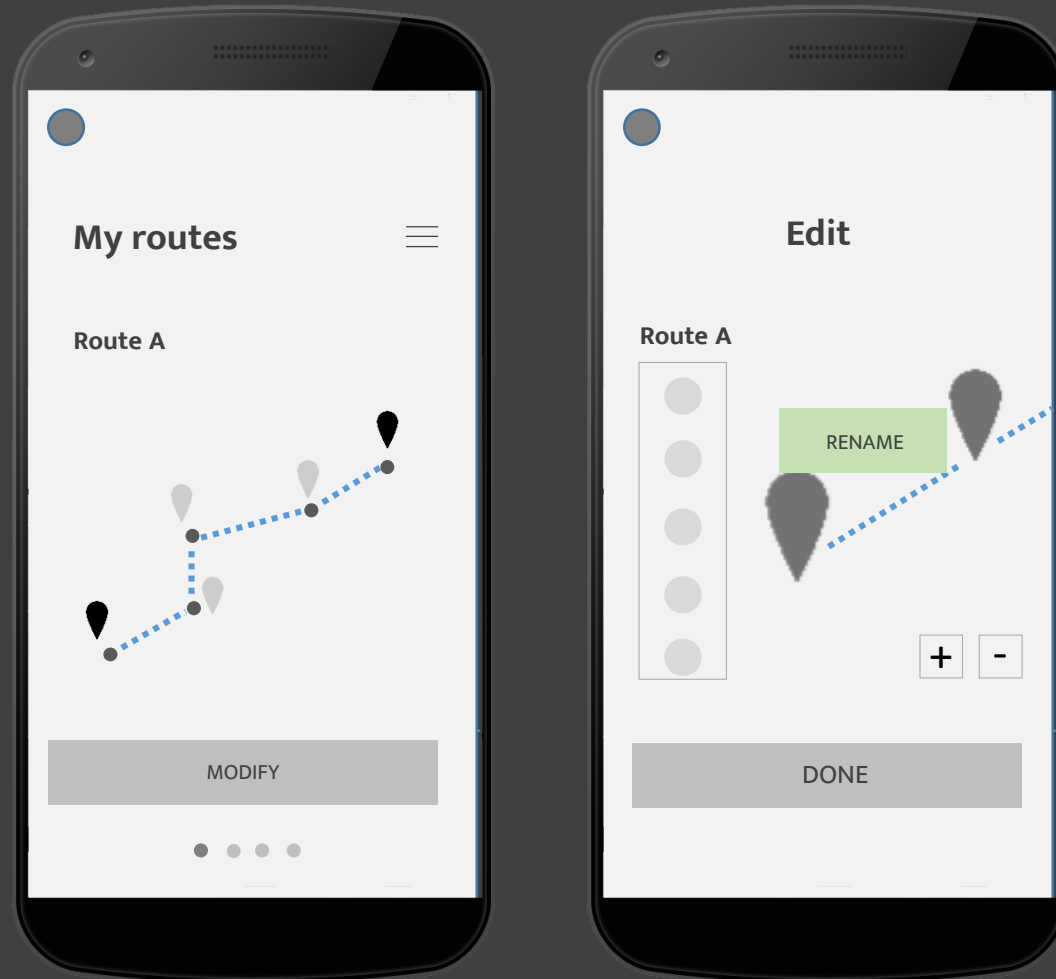 My routes
Route A
MODIFY
Edit
Route A
RENAME
+ -
DONE